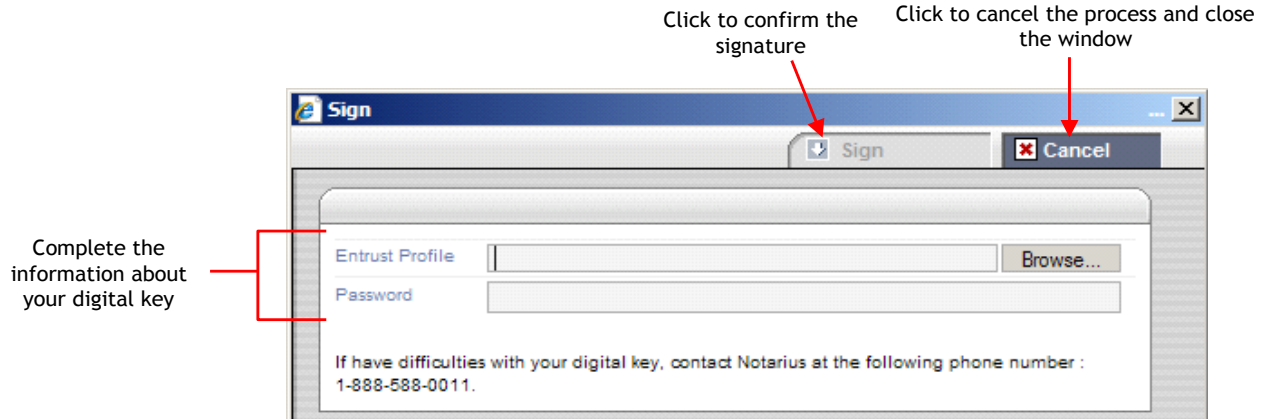 Click to confirm the
signature
Click to cancel the process and close
the window
Sign
...
Sign
Cancel
Complete the
information about
your digital key
Entrust Profile
Browse...
Password
If have difficulties with your digital key, contact Notarius at the following phone number :
1-888-588-0011.